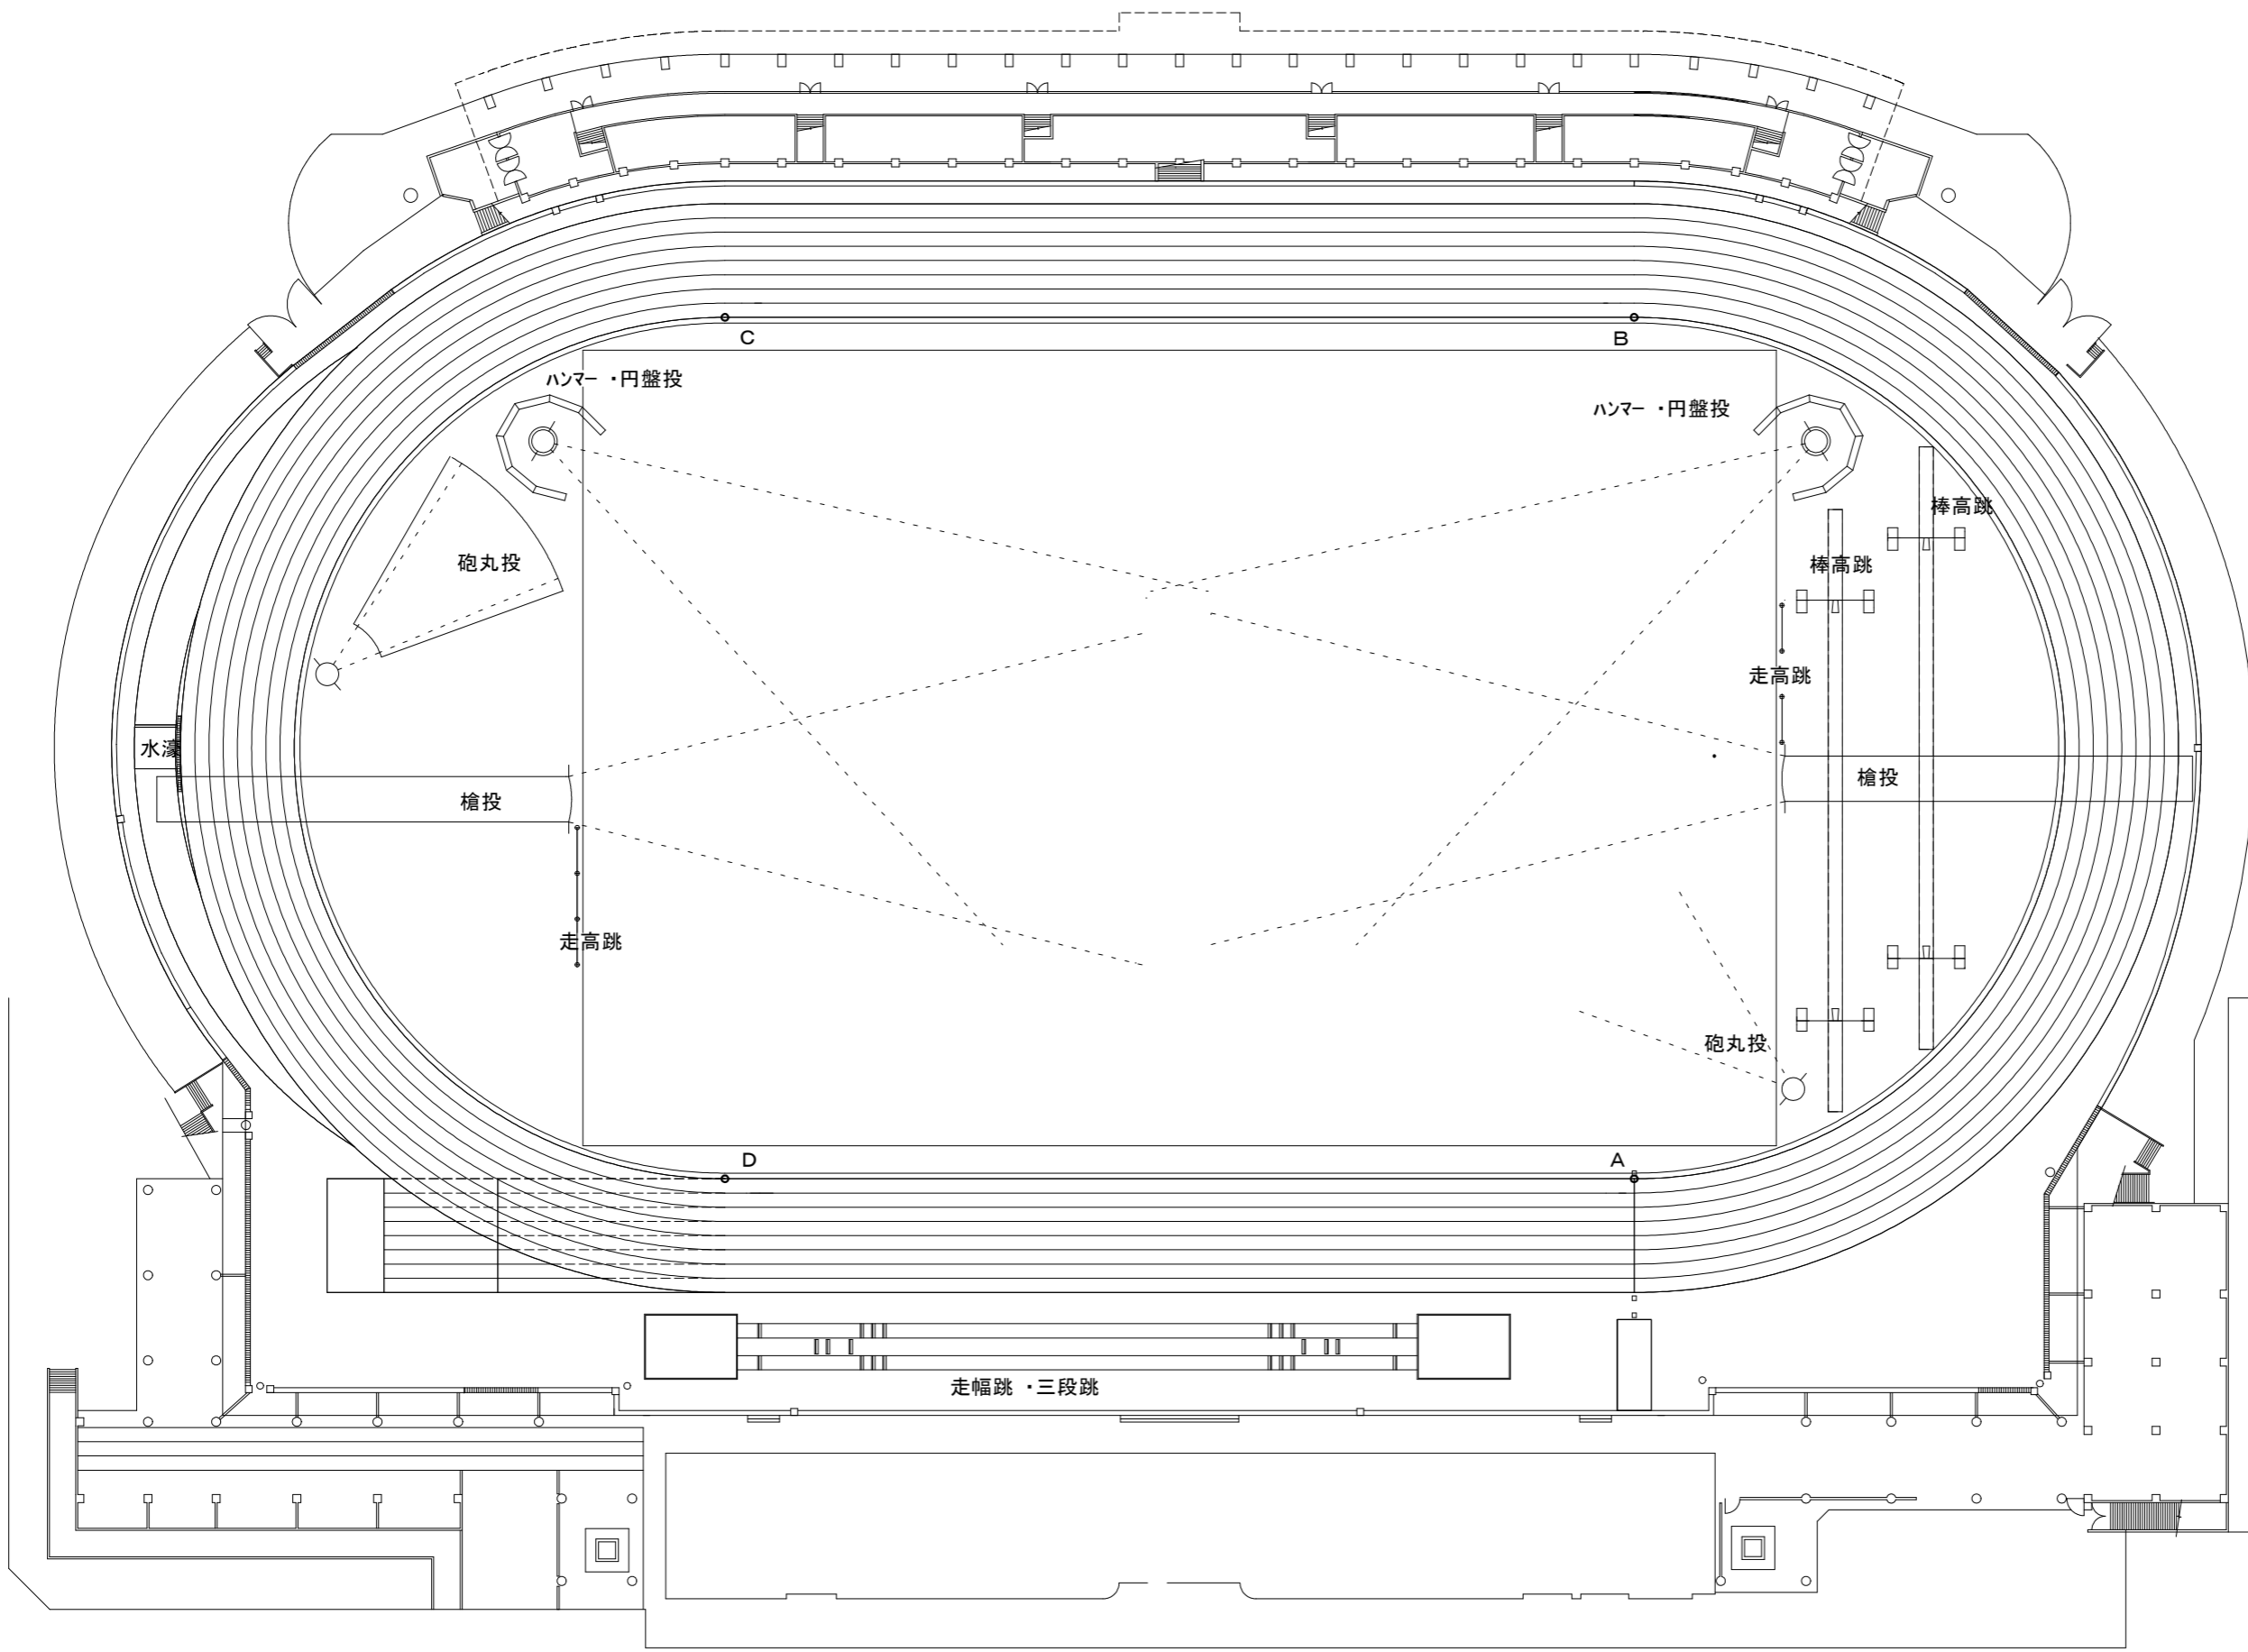 C
B
ハンマー ・円盤投
ハンマー ・円盤投
棒高跳
砲丸投
棒高跳
走高跳
水濠
槍投
槍投
走高跳
砲丸投
D
A
走幅跳 ・三段跳